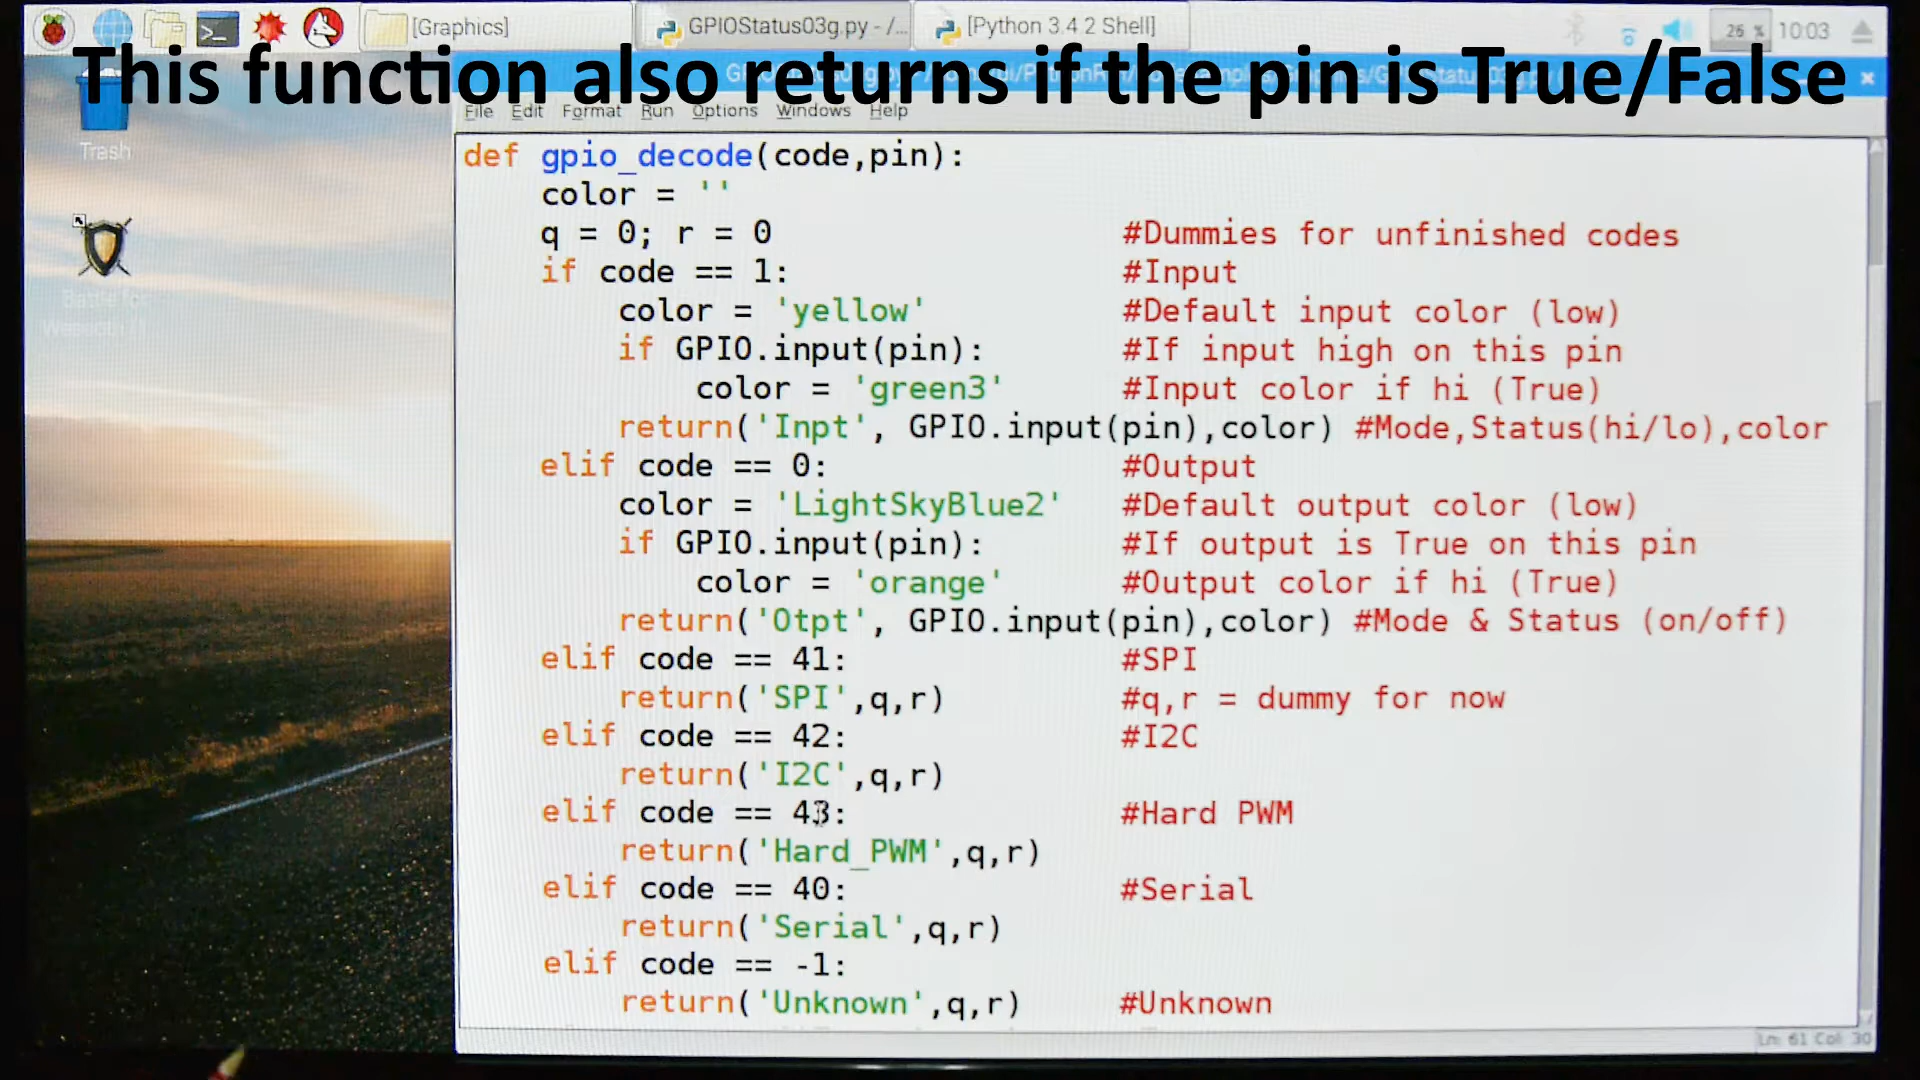 [Graphics]
GPIOStatus03g.py - /...
[Python 3.4.2 Shell]
26 %
10:03
This function also returns if the pin is True/False
File Edit Format Run Options Windows Help
Trash
Battle for
def gpio_decode(code,pin):
color = ''
q = 0; r = 0 #Dummies for unfinished codes
if code == 1: #Input
color = 'yellow' #Default input color (low)
if GPIO.input(pin): #If input high on this pin
color = 'green3' #Input color if hi (True)
return('Inpt', GPIO.input(pin),color) #Mode,Status(hi/lo),color
elif code == 0: #Output
color = 'LightSkyBlue2' #Default output color (low)
if GPIO.input(pin): #If output is True on this pin
color = 'orange' #Output color if hi (True)
return('Otpt', GPIO.input(pin),color) #Mode & Status (on/off)
elif code == 41: #SPI
return('SPI',q,r) #q,r = dummy for now
elif code == 42: #I2C
return('I2C',q,r)
elif code == 43: #Hard PWM
return('Hard_PWM',q,r)
elif code == 40: #Serial
return('Serial',q,r)
elif code == -1:
return('Unknown',q,r) #Unknown
Ln: 61 Col: 30